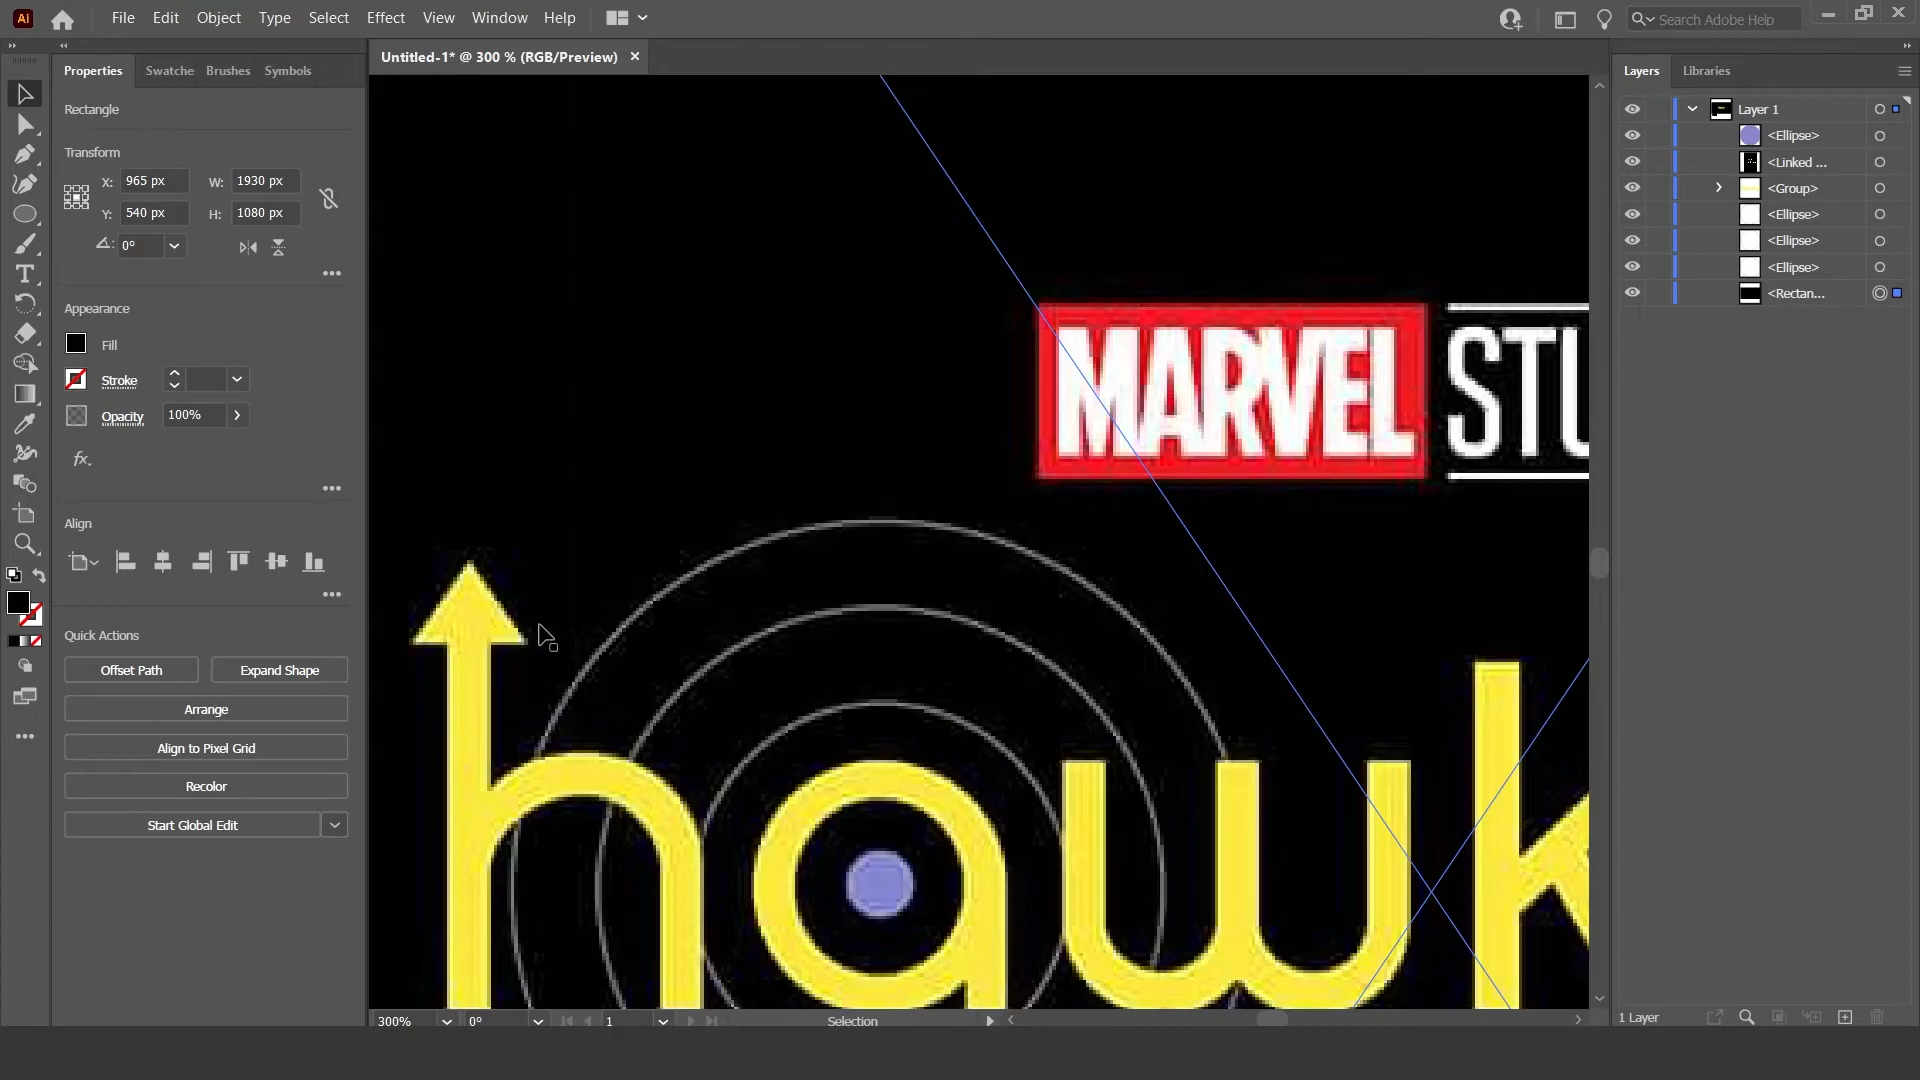 Ai File Edit Object Type Select Effect View Window Help Search Adobe Help
Properties Swatche Brushes Symbols
Untitled-1* @ 300 % (RGB/Preview)
Layers Libraries
Rectangle
Transform
X: 965 px W: 1930 px
Y: 540 px H: 1080 px
0°
Appearance
Fill
Stroke
Opacity 100%
fx.
Align
Quick Actions
Offset Path Expand Shape
Arrange
Align to Pixel Grid
Recolor
Start Global Edit
MARVEL STU
hawk
Layer 1
<Ellipse>
<Linked ...
<Group>
<Ellipse>
<Ellipse>
<Ellipse>
<Rectan...
300% 0° 1 Selection
1 Layer